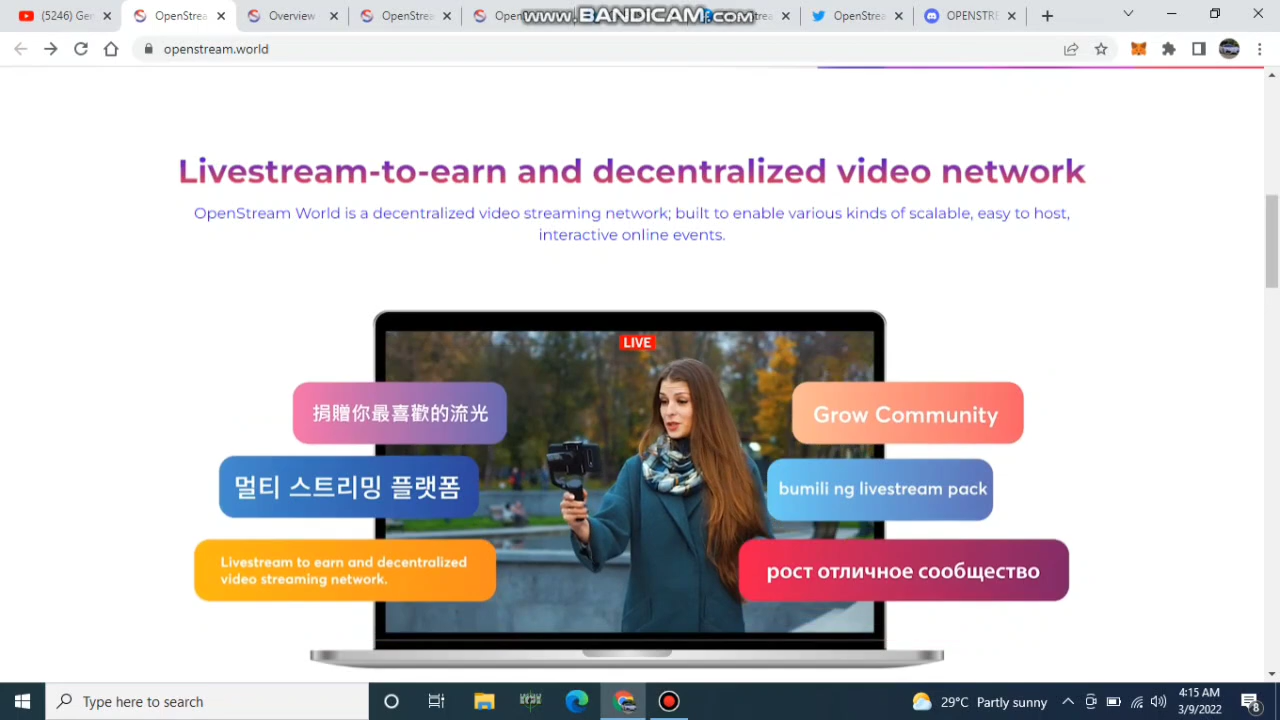 (5246) Ge
OpenStrea
Overview
OpenStrea
Open
www.BANDICAM.com
trea
OpenStrea
OPENSTRE
openstream.world
Livestream-to-earn and decentralized video network
OpenStream World is a decentralized video streaming network; built to enable various kinds of scalable, easy to host,
interactive online events.
LIVE
捐贈你最喜歡的流光
Grow Community
멀티 스트리밍 플랫폼
bumili ng livestream pack
Livestream to earn and decentralized
video streaming network.
рост отличное сообщество
Type here to search
29°C Partly sunny
4:15 AM
3/9/2022
8